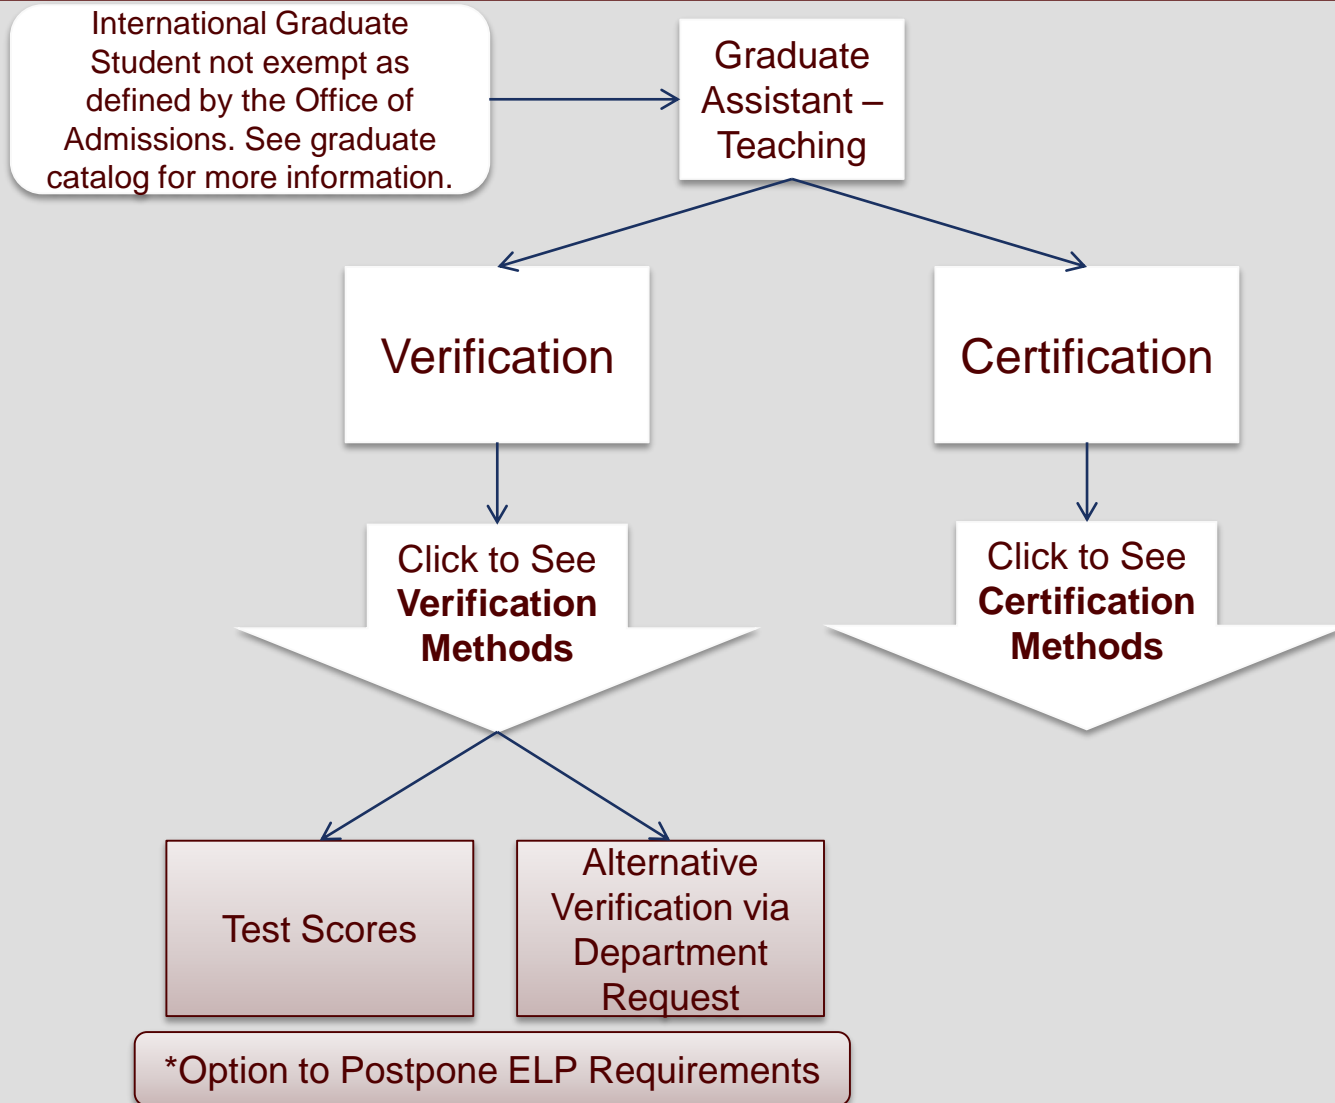 International Graduate
Student not exempt as
defined by the Office of
Admissions. See graduate
catalog for more information.
Graduate
Assistant –
Teaching
Verification
Certification
Click to See
Verification
Methods
Click to See
Certification
Methods
Test Scores
Alternative
Verification via
Department
Request
*Option to Postpone ELP Requirements